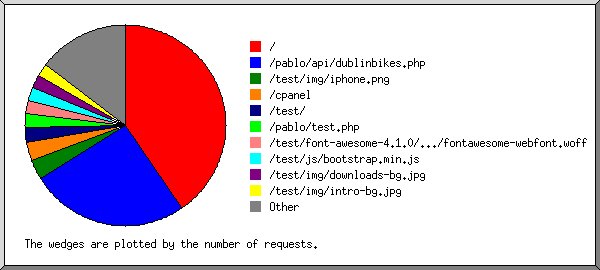 /
/pablo/api/dublinbikes.php
/test/img/iphone.png
/cpanel
/test/
/pablo/test.php
/test/font-awesome-4.1.0/.../fontawesome-webfont.woff
/test/js/bootstrap.min.js
/test/img/downloads-bg.jpg
/test/img/intro-bg.jpg
Other
The wedges are plotted by the number of requests.